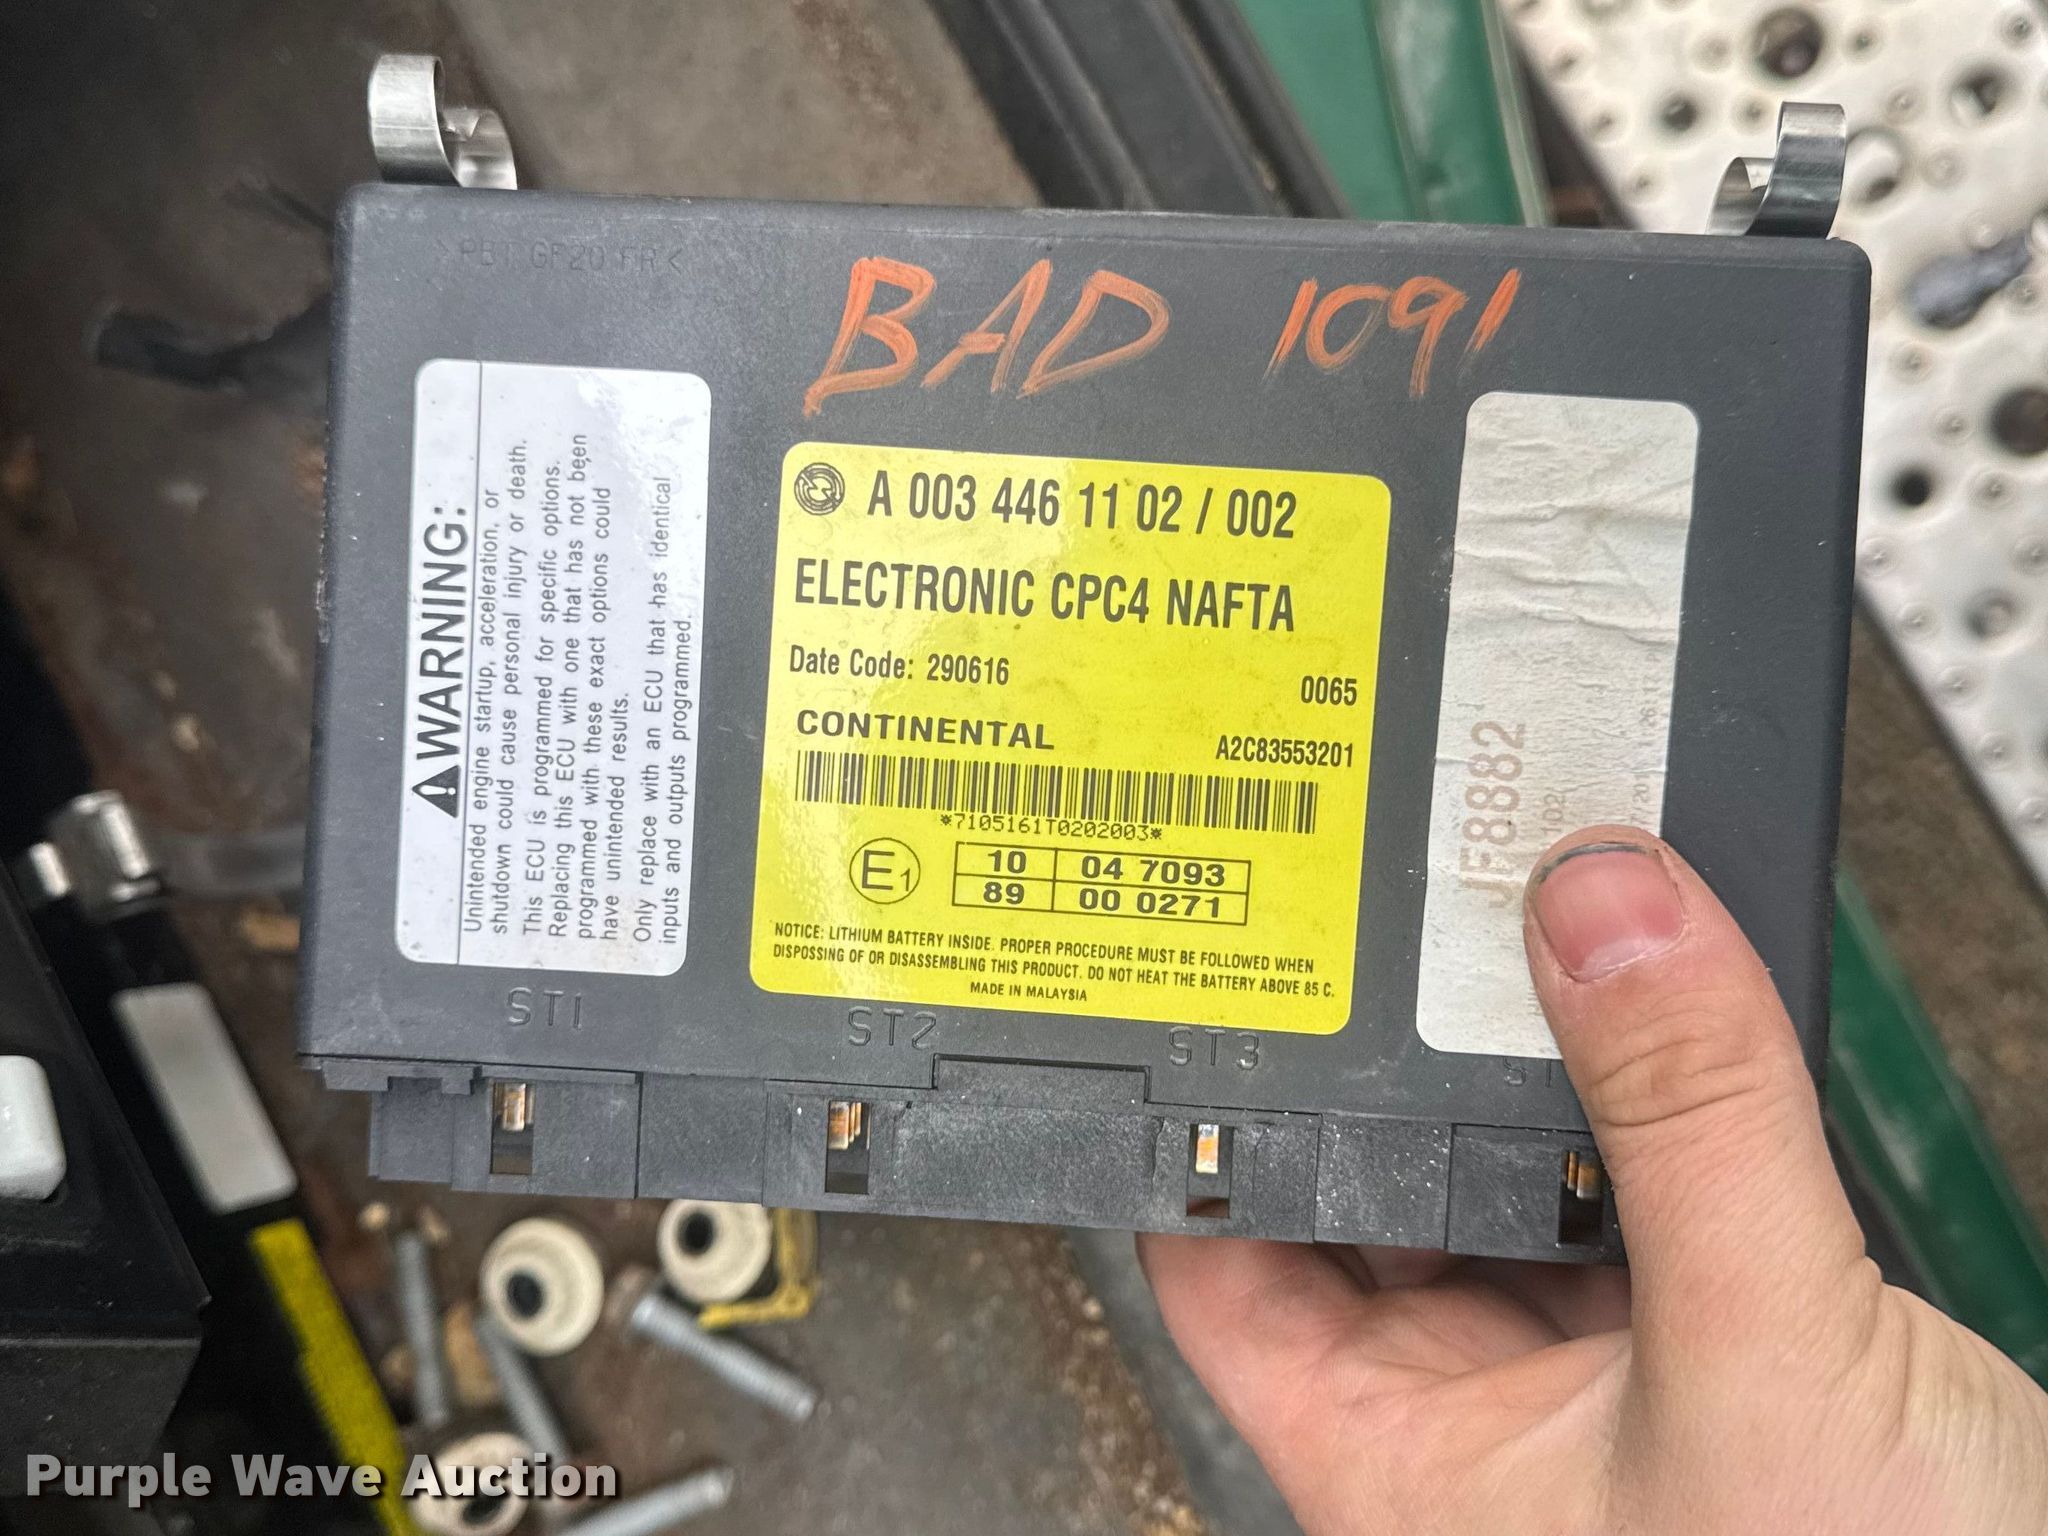 >PBT GF20 FR<
BAD 1091
WARNING:
Unintended engine startup, acceleration, or
shutdown could cause personal injury or death.
This ECU is programmed for specific options.
Replacing this ECU with one that has not been
programmed with these exact options could
have unintended results.
Only replace with an ECU that has identical
inputs and outputs programmed.
A 003 446 11 02 / 002
ELECTRONIC CPC4 NAFTA
Date Code: 290616
0065
CONTINENTAL
A2C83553201
*7105161T0202003*
E1
10 04 7093
89 00 0271
NOTICE: LITHIUM BATTERY INSIDE. PROPER PROCEDURE MUST BE FOLLOWED WHEN
DISPOSSING OF OR DISASSEMBLING THIS PRODUCT. DO NOT HEAT THE BATTERY ABOVE 85 C.
MADE IN MALAYSIA
JF8882
ST1
ST2
ST3
Purple Wave Auction